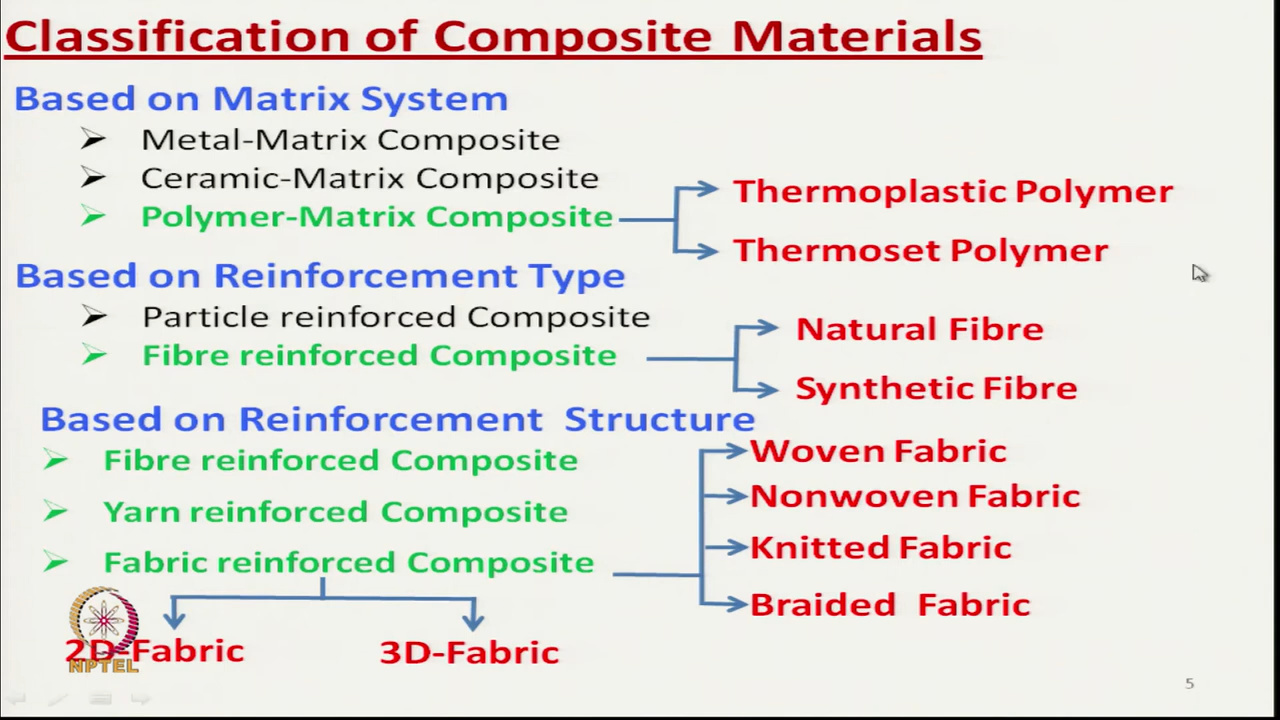 Classification of Composite Materials
Based on Matrix System
Metal-Matrix Composite
Ceramic-Matrix Composite
Polymer-Matrix Composite
Thermoplastic Polymer
Thermoset Polymer
Based on Reinforcement Type
Particle reinforced Composite
Fibre reinforced Composite
Natural Fibre
Synthetic Fibre
Based on Reinforcement Structure
Fibre reinforced Composite
Yarn reinforced Composite
Fabric reinforced Composite
Woven Fabric
Nonwoven Fabric
Knitted Fabric
Braided Fabric
2D-Fabric
3D-Fabric
NPTEL
5